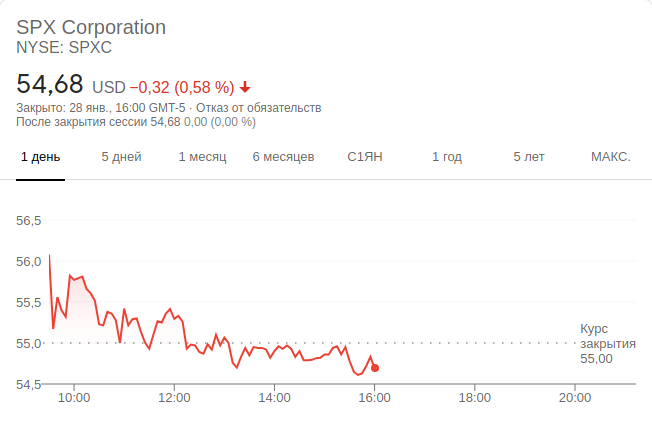 SPX Corporation
NYSE: SPXC
54,68 USD −0,32 (0,58 %)
Закрыто: 28 янв., 16:00 GMT-5 · Отказ от обязательств
После закрытия сессии 54,68 0,00 (0,00 %)
1 день 5 дней 1 месяц 6 месяцев С1ЯН 1 год 5 лет МАКС.
56,5
56,0
55,5
55,0
54,5
Курс
закрытия
55,00
10:00 12:00 14:00 16:00 18:00 20:00